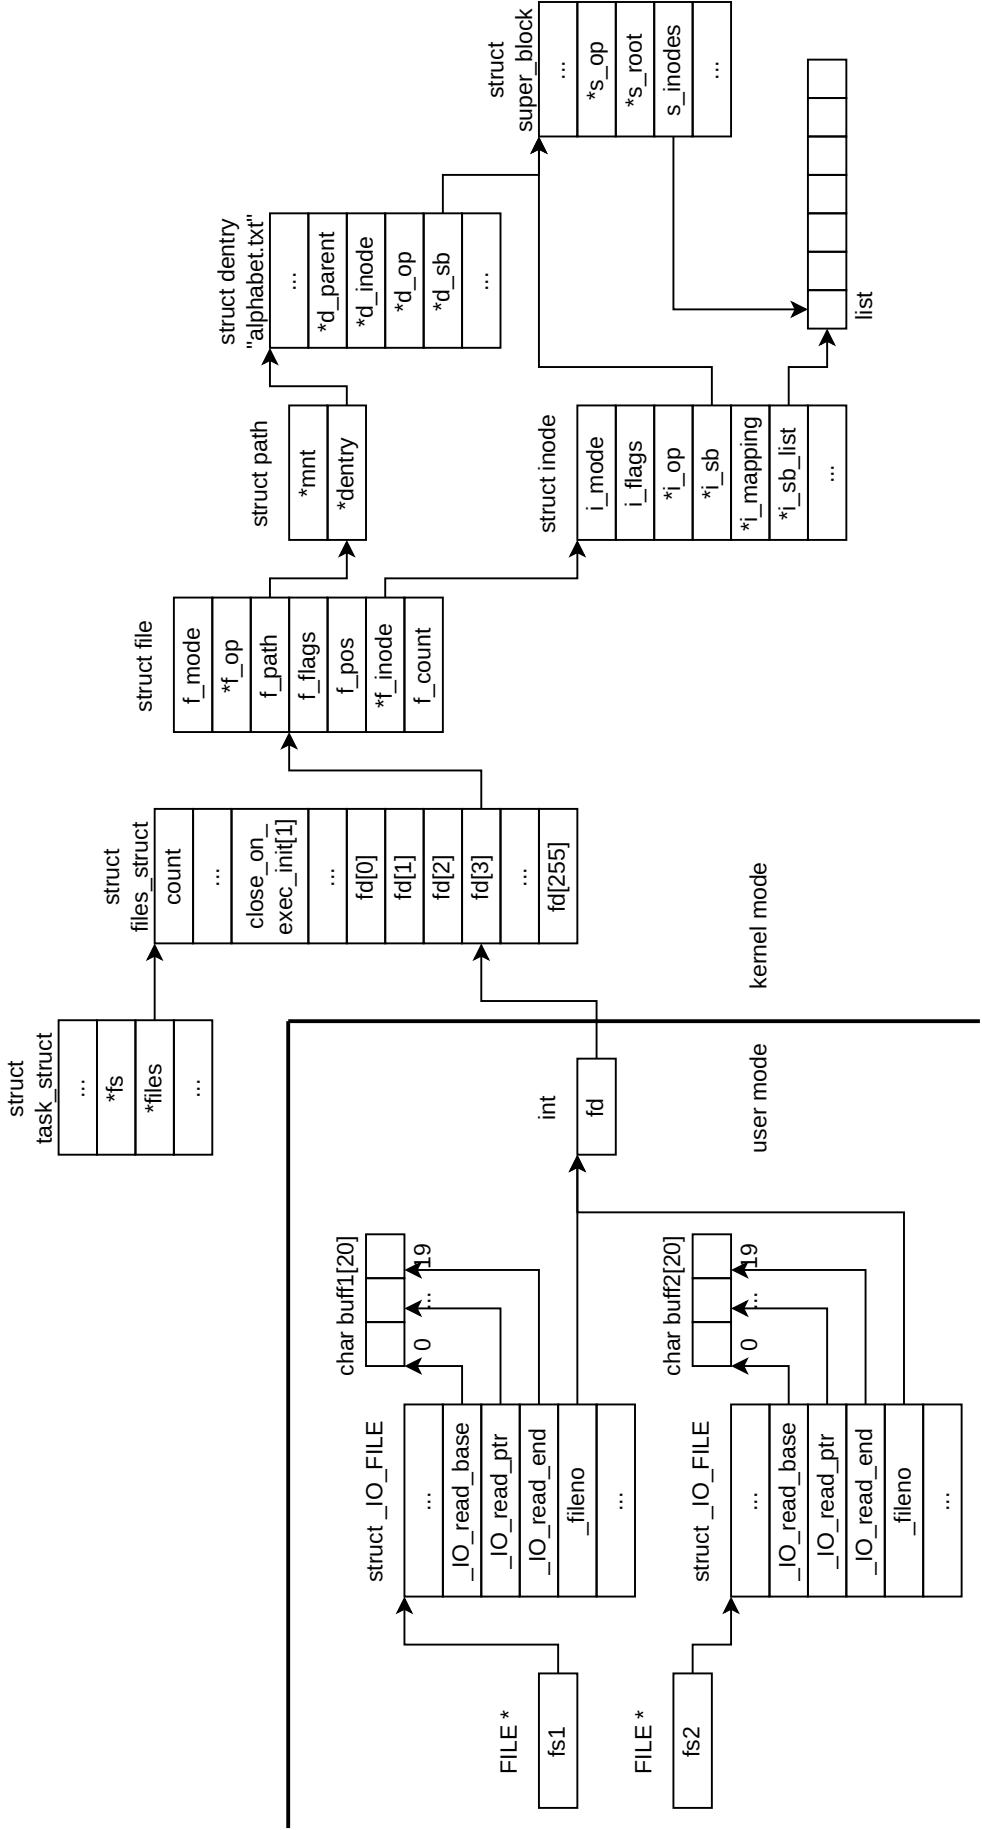 struct
task_struct
...
*fs
*files
...
struct
files_struct
count
...
close_on_
exec_init[1]
...
fd[0]
fd[1]
fd[2]
fd[3]
...
fd[255]
struct file
f_mode
*f_op
f_path
f_flags
f_pos
*f_inode
f_count
struct path
*mnt
*dentry
struct dentry
"alphabet.txt"
...
*d_parent
*d_inode
*d_op
*d_sb
...
struct
super_block
...
*s_op
*s_root
s_inodes
...
struct inode
i_mode
i_flags
*i_op
*i_sb
*i_mapping
*i_sb_list
...
list
kernel mode
user mode
int
fd
char buff1[20]
0
...
19
struct _IO_FILE
...
_IO_read_base
_IO_read_ptr
_IO_read_end
_fileno
...
FILE *
fs1
char buff2[20]
0
...
19
struct _IO_FILE
...
_IO_read_base
_IO_read_ptr
_IO_read_end
_fileno
...
FILE *
fs2